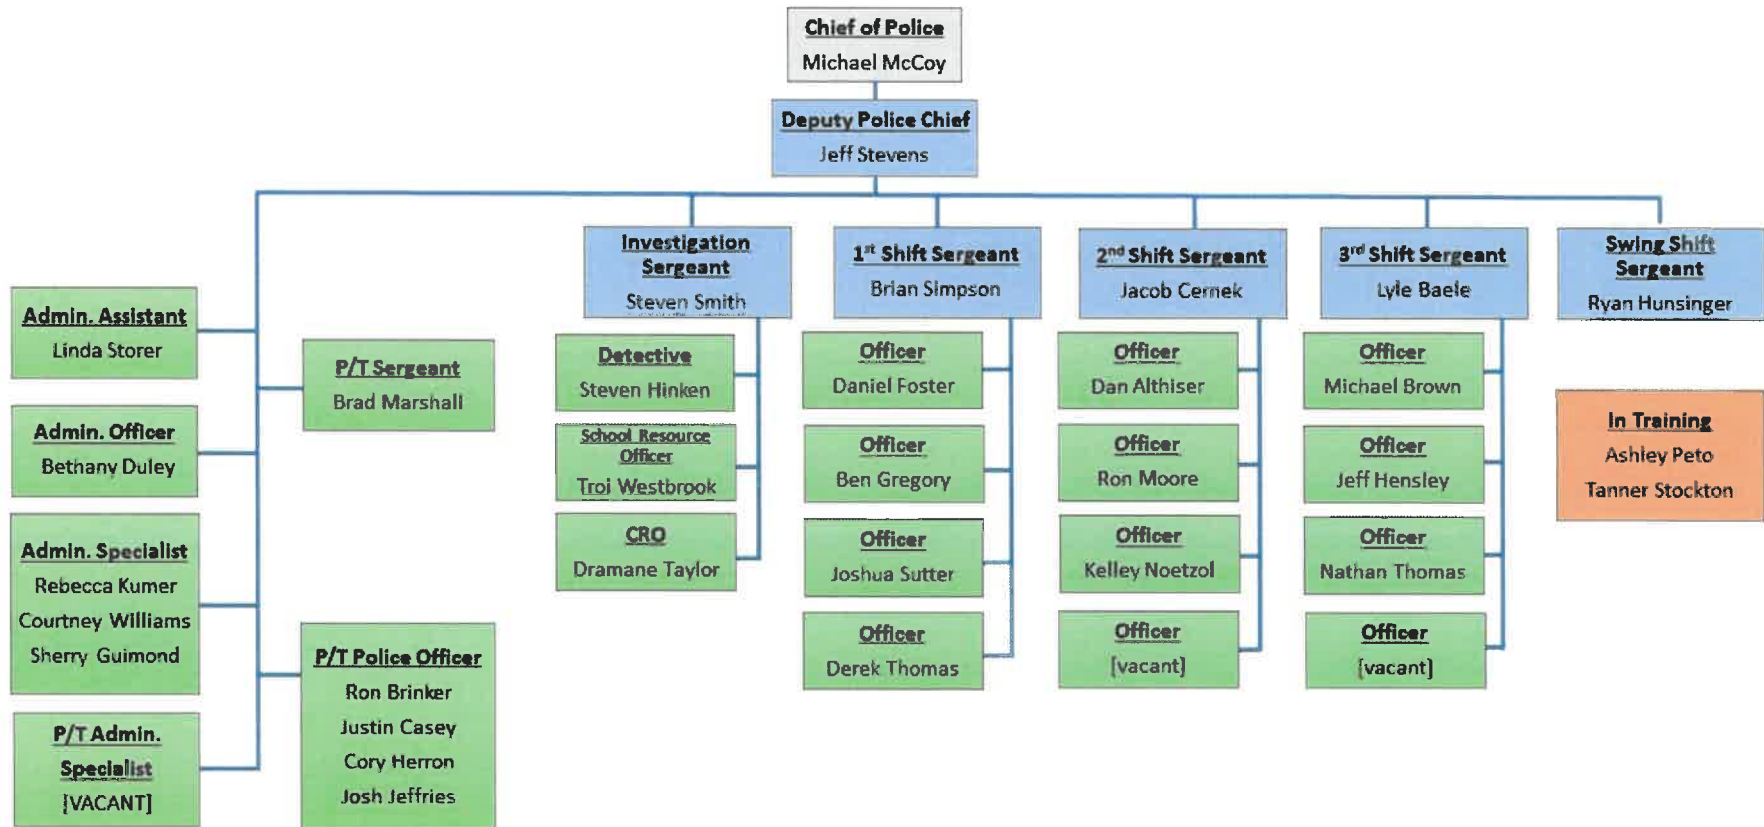 Chief of Police
Michael McCoy
Deputy Police Chief
Jeff Stevens
Admin. Assistant
Linda Storer
Admin. Officer
Bethany Duley
Admin. Specialist
Rebecca Kumer
Courtney Williams
Sherry Guimond
P/T Admin.
Specialist
[VACANT]
P/T Sergeant
Brad Marshall
P/T Police Officer
Ron Brinker
Justin Casey
Cory Herron
Josh Jeffries
Investigation
Sergeant
Steven Smith
Detective
Steven Hinken
School Resource
Officer
Troi Westbrook
CRO
Dramane Taylor
1st Shift Sergeant
Brian Simpson
Officer
Daniel Foster
Officer
Ben Gregory
Officer
Joshua Sutter
Officer
Derek Thomas
2nd Shift Sergeant
Jacob Cernek
Officer
Dan Althiser
Officer
Ron Moore
Officer
Kelley Noetzol
Officer
[vacant]
3rd Shift Sergeant
Lyle Baele
Officer
Michael Brown
Officer
Jeff Hensley
Officer
Nathan Thomas
Officer
[vacant]
Swing Shift
Sergeant
Ryan Hunsinger
In Training
Ashley Peto
Tanner Stockton